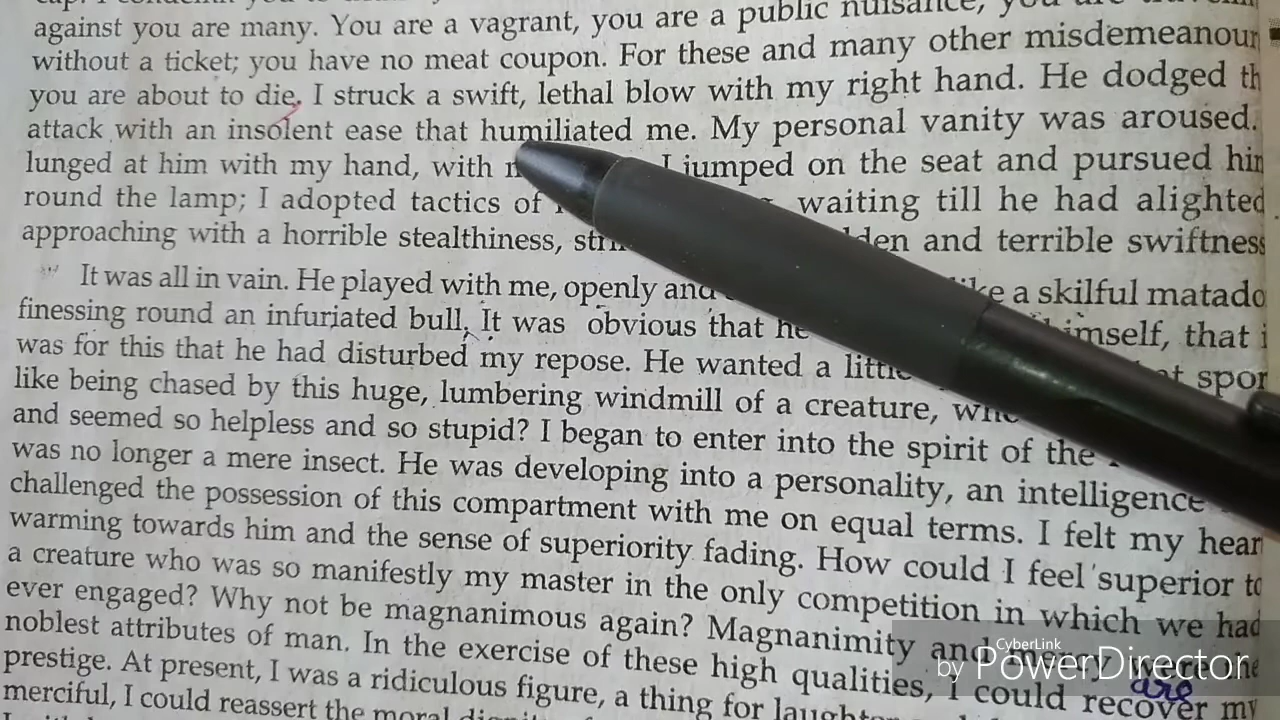 against you are many. You are a vagrant, you are a public nuisance,
without a ticket; you have no meat coupon. For these and many other misdemeanour
you are about to die. I struck a swift, lethal blow with my right hand. He dodged th
attack with an insolent ease that humiliated me. My personal vanity was aroused.
lunged at him with my hand, with I jumped on the seat and pursued hin
round the lamp; I adopted tactics of waiting till he had alighted
approaching with a horrible stealthiness, and terrible swiftness
It was all in vain. He played with me, openly and a skilful matado
finessing round an infuriated bull, It was obvious that he that i
was for this that he had disturbed my repose. He wanted a spor
like being chased by this huge, lumbering windmill of a creature,
and seemed so helpless and so stupid? I began to enter into the spirit of the
was no longer a mere insect. He was developing into a personality, an intelligence
challenged the possession of this compartment with me on equal terms. I felt my hear
warming towards him and the sense of superiority fading. How could I feel superior to
a creature who was so manifestly my master in the only competition in which we had
ever engaged? Why not be magnanimous again? Magnanimity and mercy were the
noblest attributes of man. In the exercise of these high qualities, I could recover my
prestige. At present, I was a ridiculous figure, a thing for
merciful, I could reassert the moral
are
CyberLink
by PowerDirector